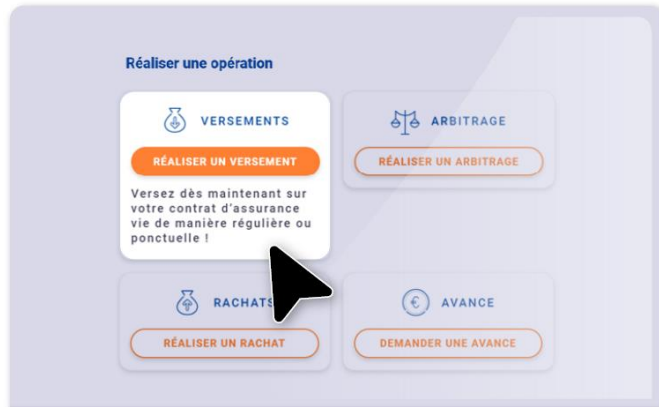 Réaliser une opération
VERSEMENTS
RÉALISER UN VERSEMENT
Versez dès maintenant sur
votre contrat d'assurance
vie de manière régulière ou
ponctuelle !
ARBITRAGE
RÉALISER UN ARBITRAGE
RACHATS
RÉALISER UN RACHAT
€ AVANCE
DEMANDER UNE AVANCE